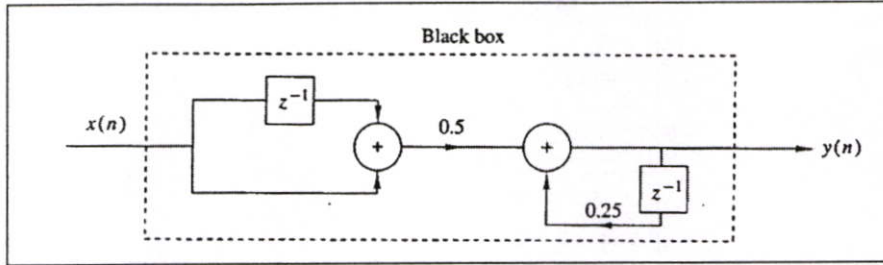 Black box
z⁻¹
x(n)
0.5
+
+
y(n)
z⁻¹
0.25